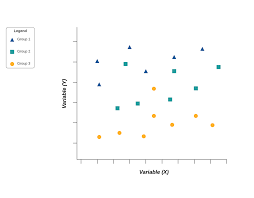 Legend
Group 1
Group 2
Group 3
Variable (Y)
Variable (X)